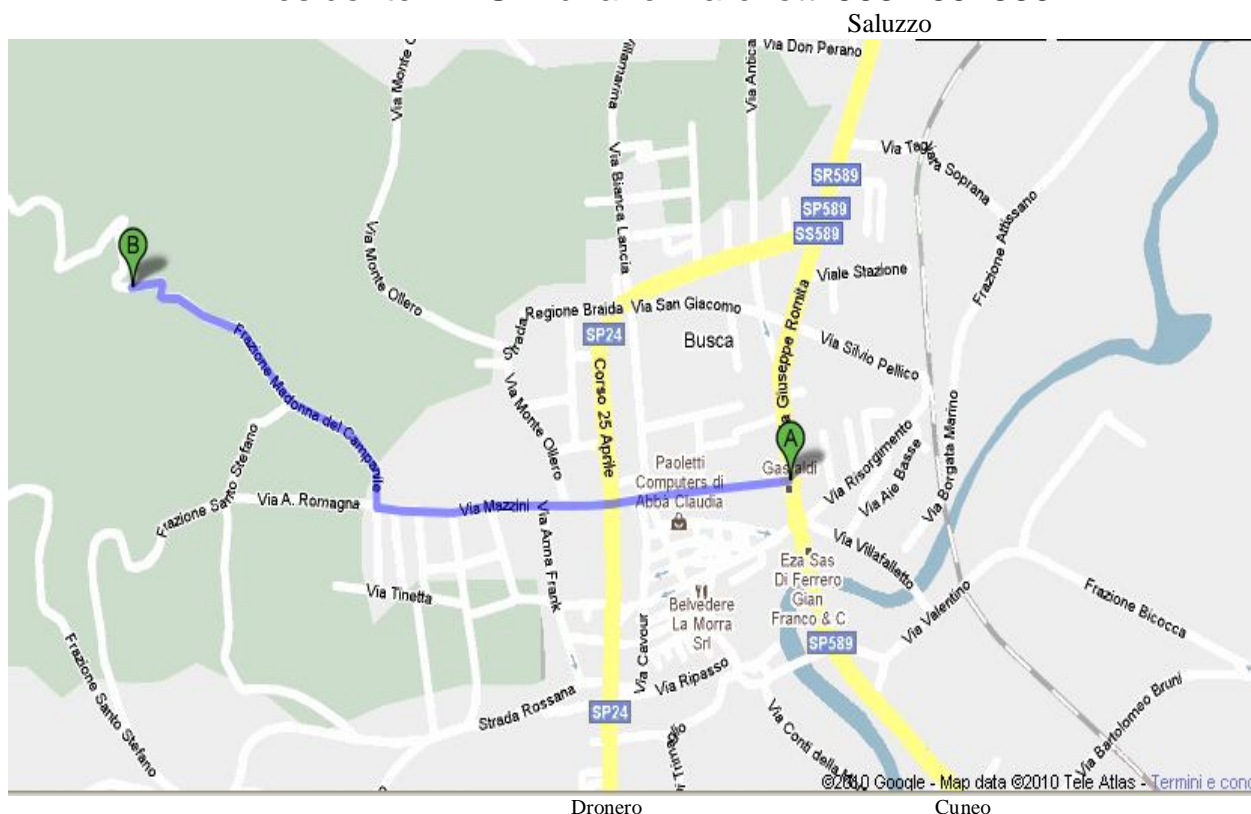 Saluzzo
Via Don Perano
Via Monte O
Villamarina
Via Antica
Via Bianca Lancia
SR589
SP589
SS589
Frazione Attissano
Viale Stazione
B
Via Monte Ollero
Strada
Regione Braida
Via San Giacomo
SP24
Busca
Giuseppe Romita
Via Silvio Pellico
Frazione Madonna del Campanile
Via Monte Ollero
Corso 25 Aprile
A
Paoletti
Computers di
Abbà Claudia
Via Risorgimento
Via Aie Basse
Via Borgata Marino
Frazione Santo Stefano
Via A. Romagna
Via Mazzini
Via Anna Frank
Via Villafalletto
Eza Sas
Di Ferrero
Gian
Franco & C
Via Tinetta
Belvedere
La Morra
Srl
Via Valentino
Frazione Bicocca
SP589
Via Cavour
Via Ripasso
Frazione Santo Stefano
Strada Rossana
SP24
Via Conti della
Via Bartolomeo Bruni
©2010 Google - Map data ©2010 Tele Atlas - Termini e cond
Dronero
Cuneo